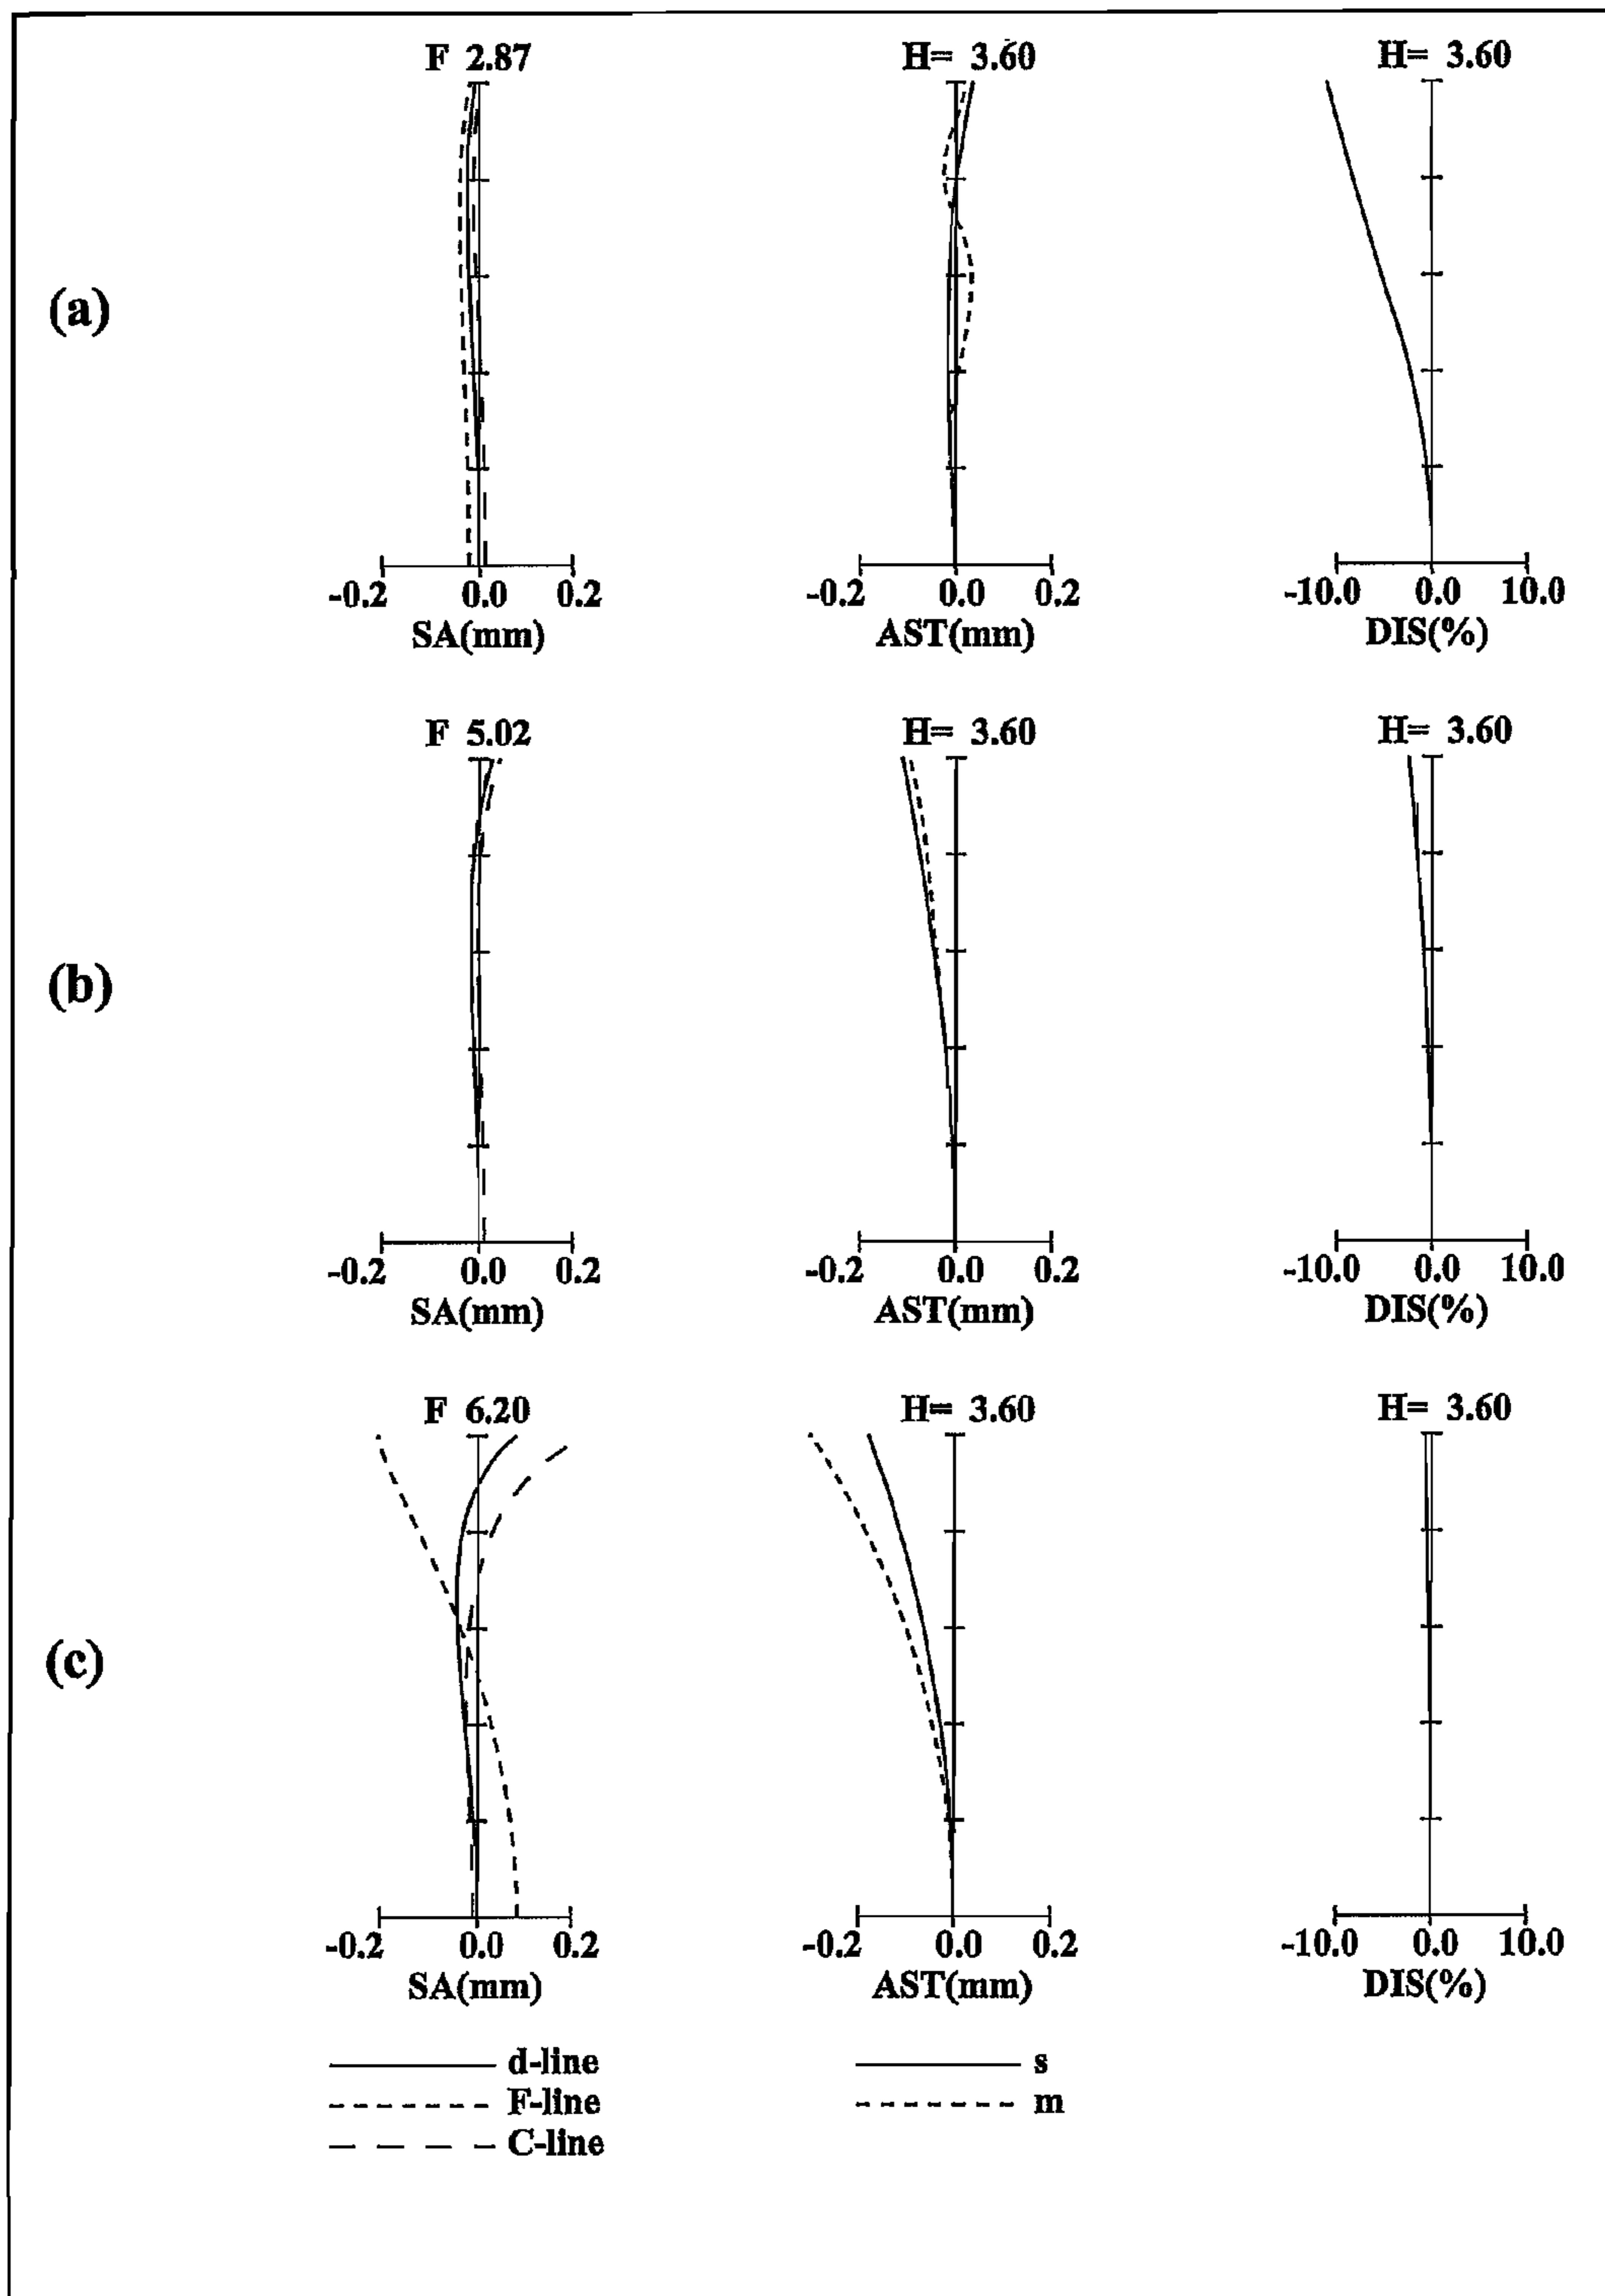 F 2.87
H= 3.60
H= 3.60
(a)
-0.2 0.0 0.2
SA(mm)
-0.2 0.0 0.2
AST(mm)
-10.0 0.0 10.0
DIS(%)
F 5.02
H= 3.60
H= 3.60
(b)
-0.2 0.0 0.2
SA(mm)
-0.2 0.0 0.2
AST(mm)
-10.0 0.0 10.0
DIS(%)
F 6.20
H= 3.60
H= 3.60
(c)
-0.2 0.0 0.2
SA(mm)
-0.2 0.0 0.2
AST(mm)
-10.0 0.0 10.0
DIS(%)
d-line
F-line
C-line
s
m